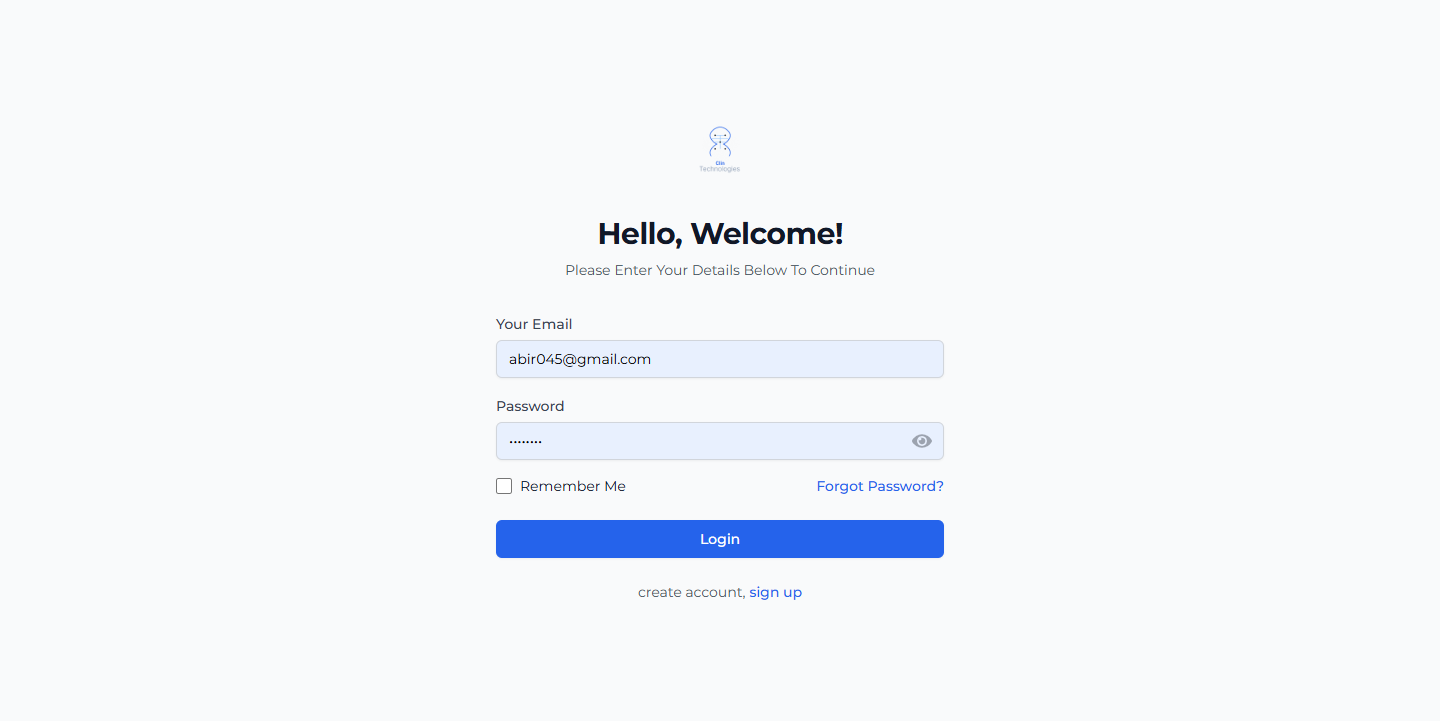 Technologies
Hello, Welcome!
Please Enter Your Details Below To Continue
Your Email
abir045@gmail.com
Password
••••••••
Remember Me
Forgot Password?
Login
create account, sign up